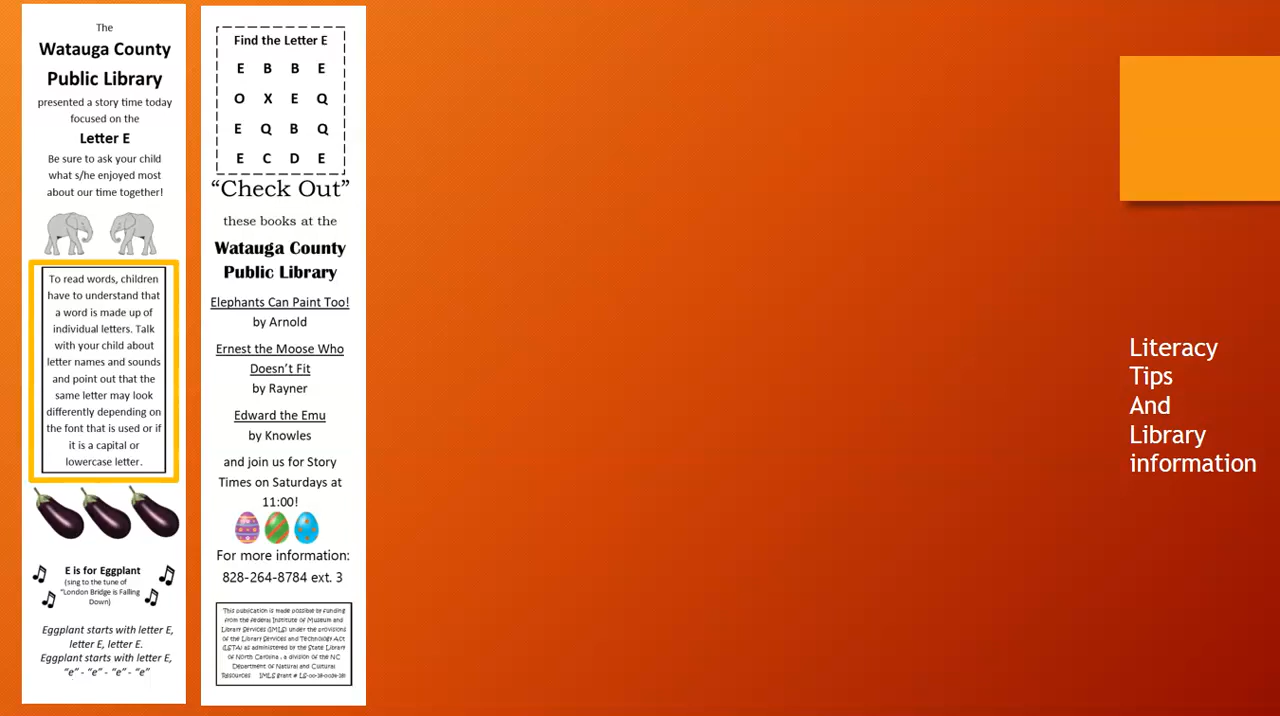 The
Watauga County
Public Library
presented a story time today
focused on the
Letter E
Be sure to ask your child
what s/he enjoyed most
about our time together!
To read words, children
have to understand that
a word is made up of
individual letters. Talk
with your child about
letter names and sounds
and point out that the
same letter may look
differently depending on
the font that is used or if
it is a capital or
lowercase letter.
E is for Eggplant
(sing to the tune of
"London Bridge is Falling
Down)
Eggplant starts with letter E,
letter E, letter E.
Eggplant starts with letter E,
"e" - "e" - "e" - "e"
Find the Letter E
E B B E
O X E Q
E Q B Q
E C D E
“Check Out”
these books at the
Watauga County
Public Library
Elephants Can Paint Too!
by Arnold
Ernest the Moose Who
Doesn't Fit
by Rayner
Edward the Emu
by Knowles
and join us for Story
Times on Saturdays at
11:00!
For more information:
828-264-8784 ext. 3
This publication is made possible by funding
from the Federal Institute of Museum and
Library Services (IMLS) under the provisions
of the Library Services and Technology Act
(LSTA) as administered by the State Library
of North Carolina , a division of the NC
Department of Natural and Cultural
Resources IMLS grant #
Literacy
Tips
And
Library
information